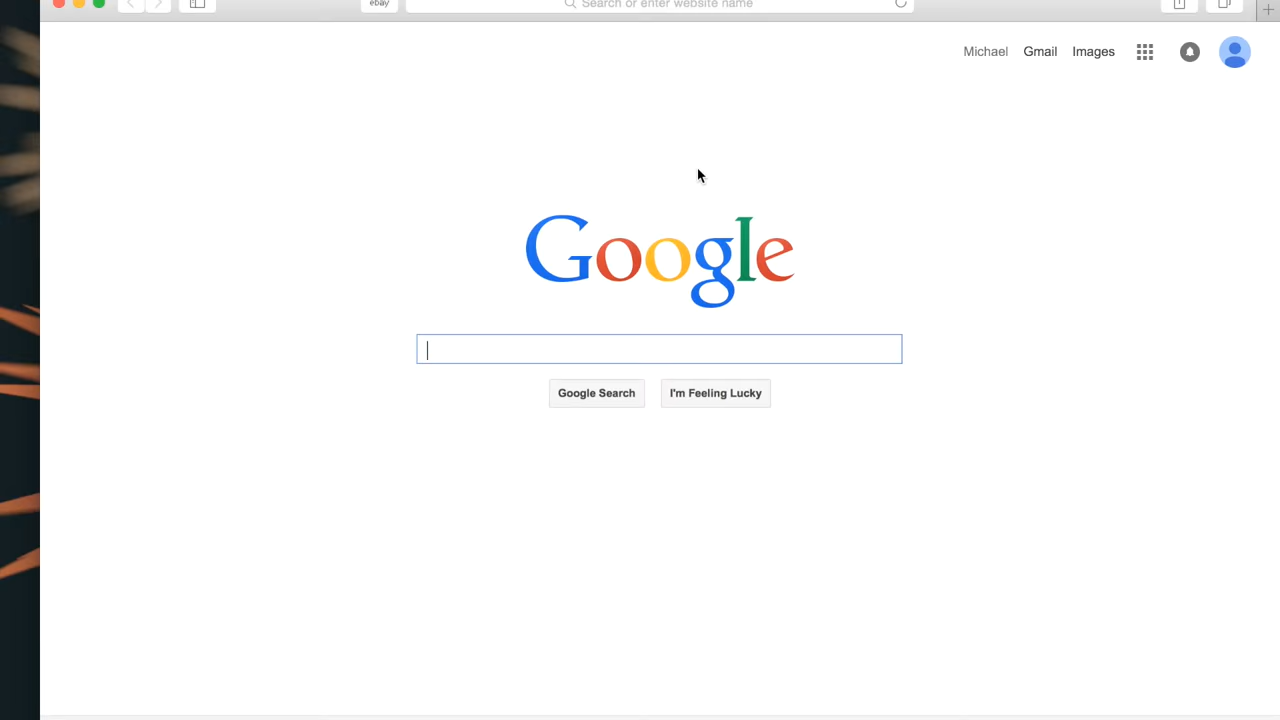 ebay
Search or enter website name
Michael Gmail Images
Google
Google Search I'm Feeling Lucky